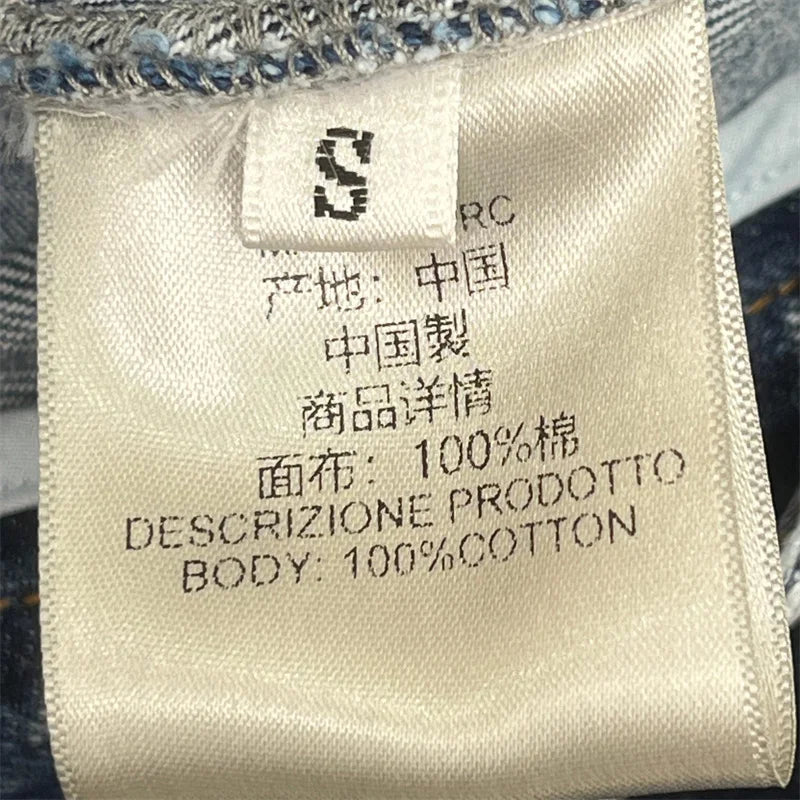 S
RC
产地：中国
中国製
商品详情
面布：100%棉
DESCRIZIONE PRODOTTO
BODY: 100%COTTON